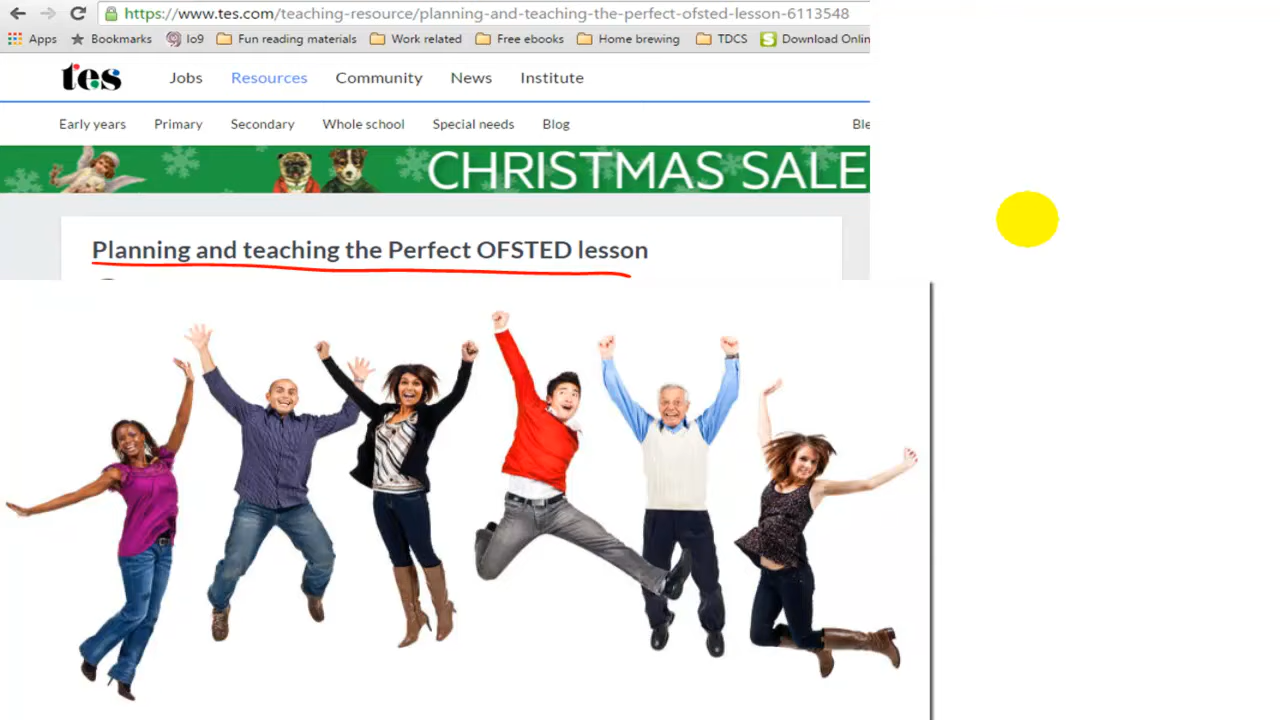 https://www.tes.com/teaching-resource/planning-and-teaching-the-perfect-ofsted-lesson-6113548
Apps Bookmarks Io9 Fun reading materials Work related Free ebooks Home brewing TDCS Download Onlin
tes Jobs Resources Community News Institute
Early years Primary Secondary Whole school Special needs Blog Ble
CHRISTMAS SALE
Planning and teaching the Perfect OFSTED lesson